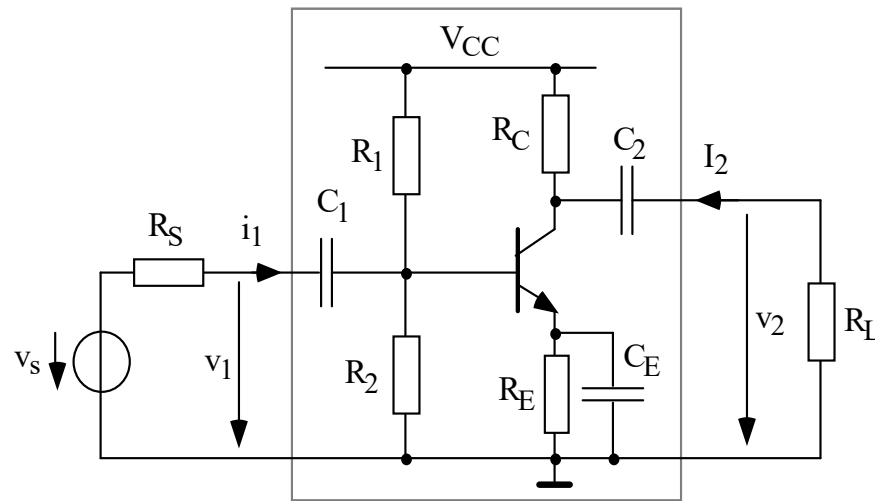 V_CC
R_1
R_C
C_2
I_2
C_1
R_S
i_1
v_s
v_1
R_2
R_E
C_E
v_2
R_L